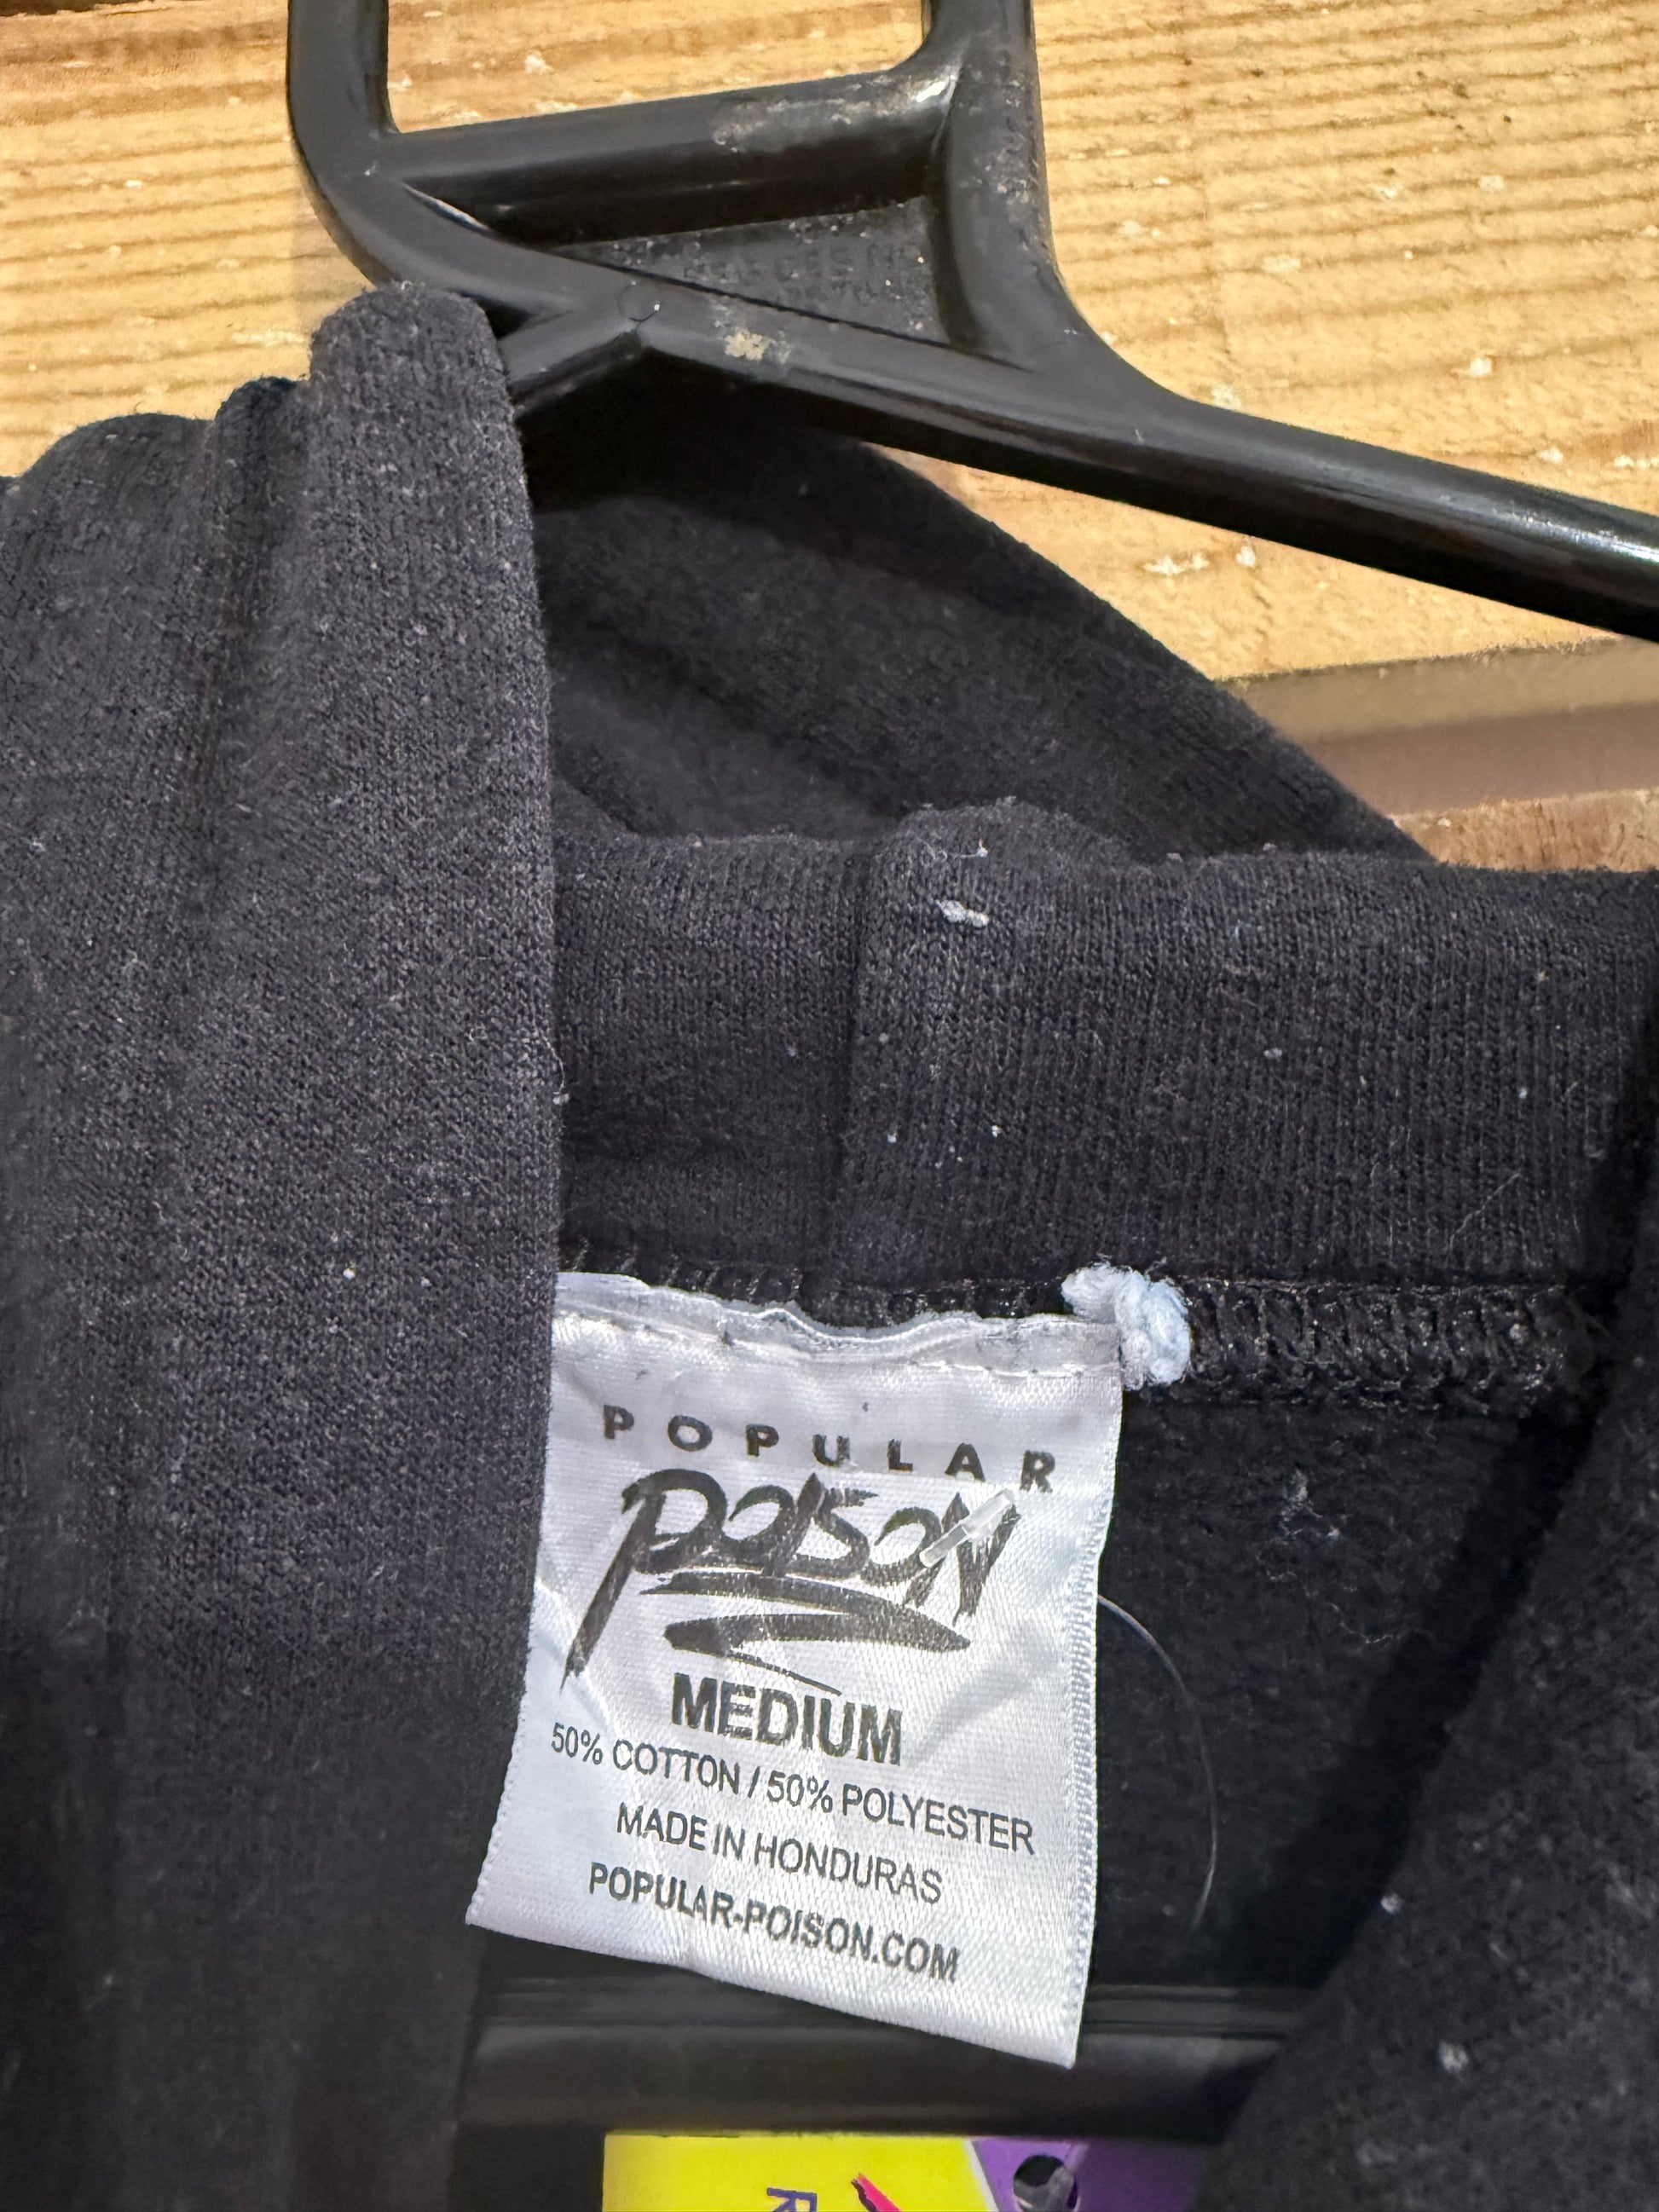 POPULAR
POISON
MEDIUM
50% COTTON / 50% POLYESTER
MADE IN HONDURAS
POPULAR-POISON.COM
R